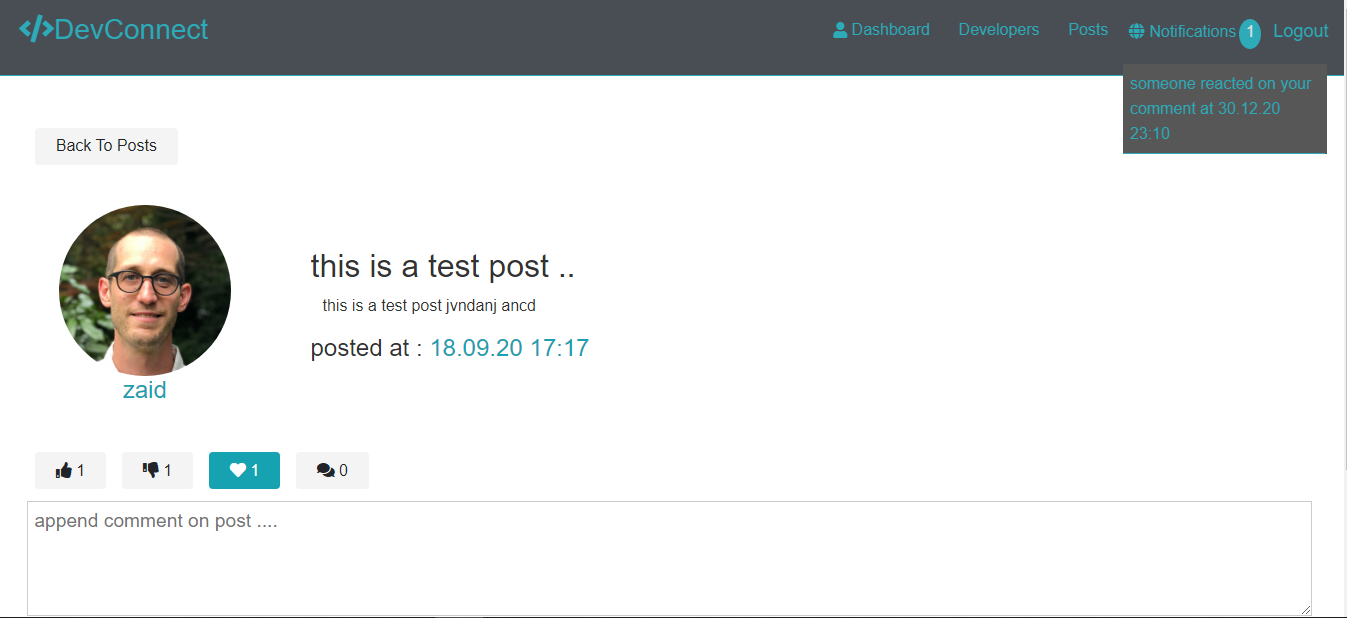 DevConnect
Dashboard
Developers
Posts
Notifications 1
Logout
someone reacted on your
comment at 30.12.20
23:10
Back To Posts
this is a test post ..
this is a test post jvndanj ancd
posted at : 18.09.20 17:17
zaid
1
1
1
0
append comment on post ....